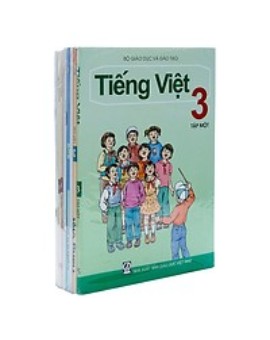 BỘ GIÁO DỤC VÀ ĐÀO TẠO
Tiếng Việt
3
TẬP MỘT
NHÀ XUẤT BẢN GIÁO DỤC VIỆT NAM